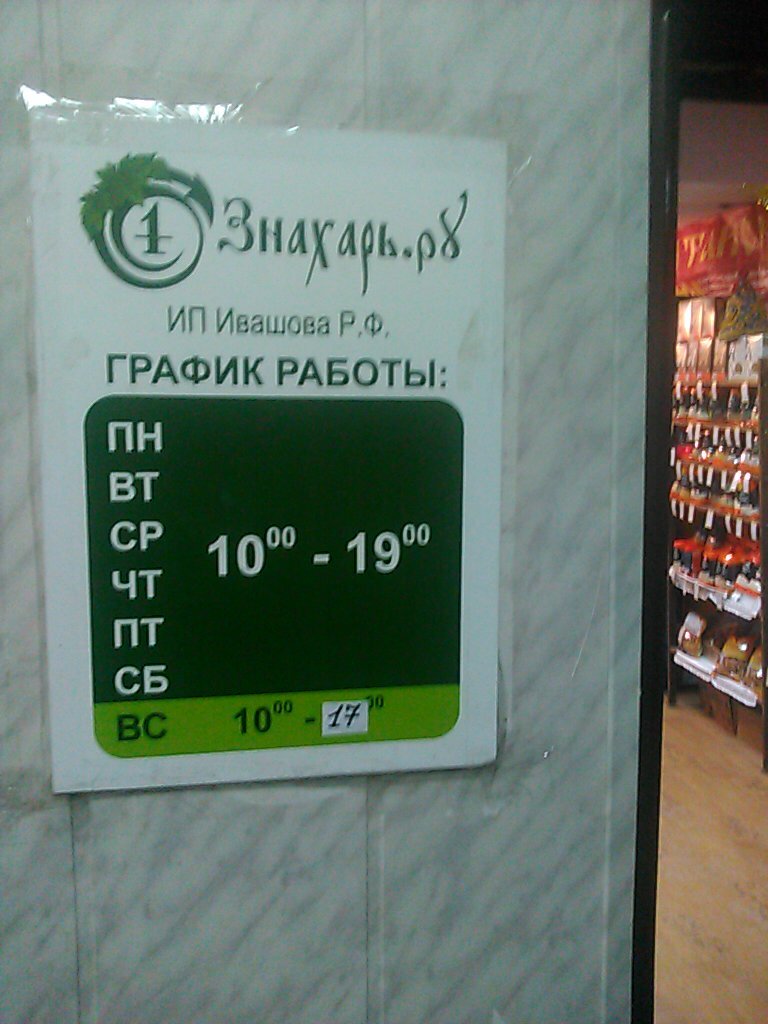 1 Знахарь.ру
ИП Ивашова Р.Ф.
ГРАФИК РАБОТЫ:
ПН
ВТ
СР
10⁰⁰ - 19⁰⁰
ЧТ
ПТ
СБ
ВС 10⁰⁰ - 17⁰⁰